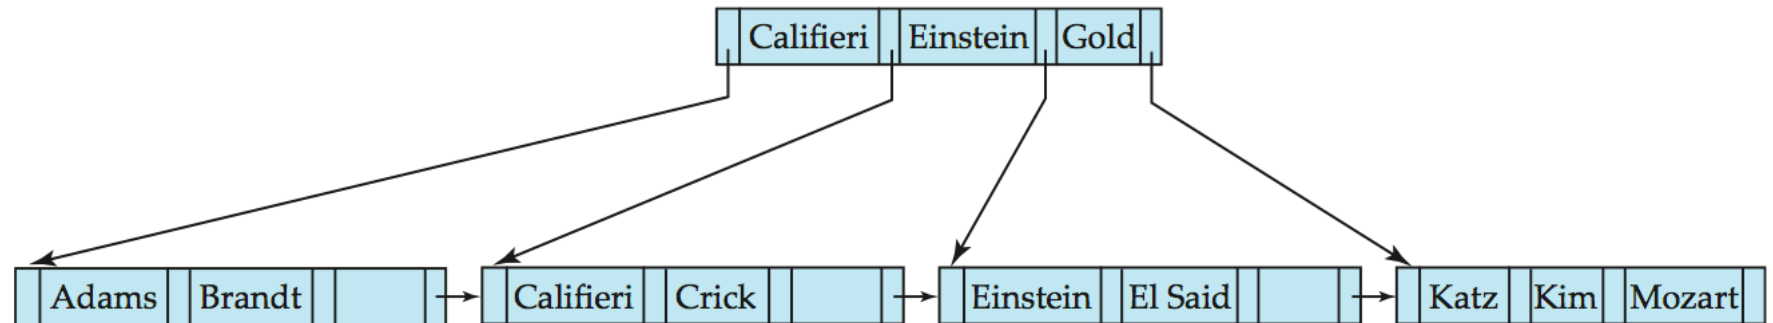 Califieri Einstein Gold
Adams Brandt Califieri Crick Einstein El Said Katz Kim Mozart